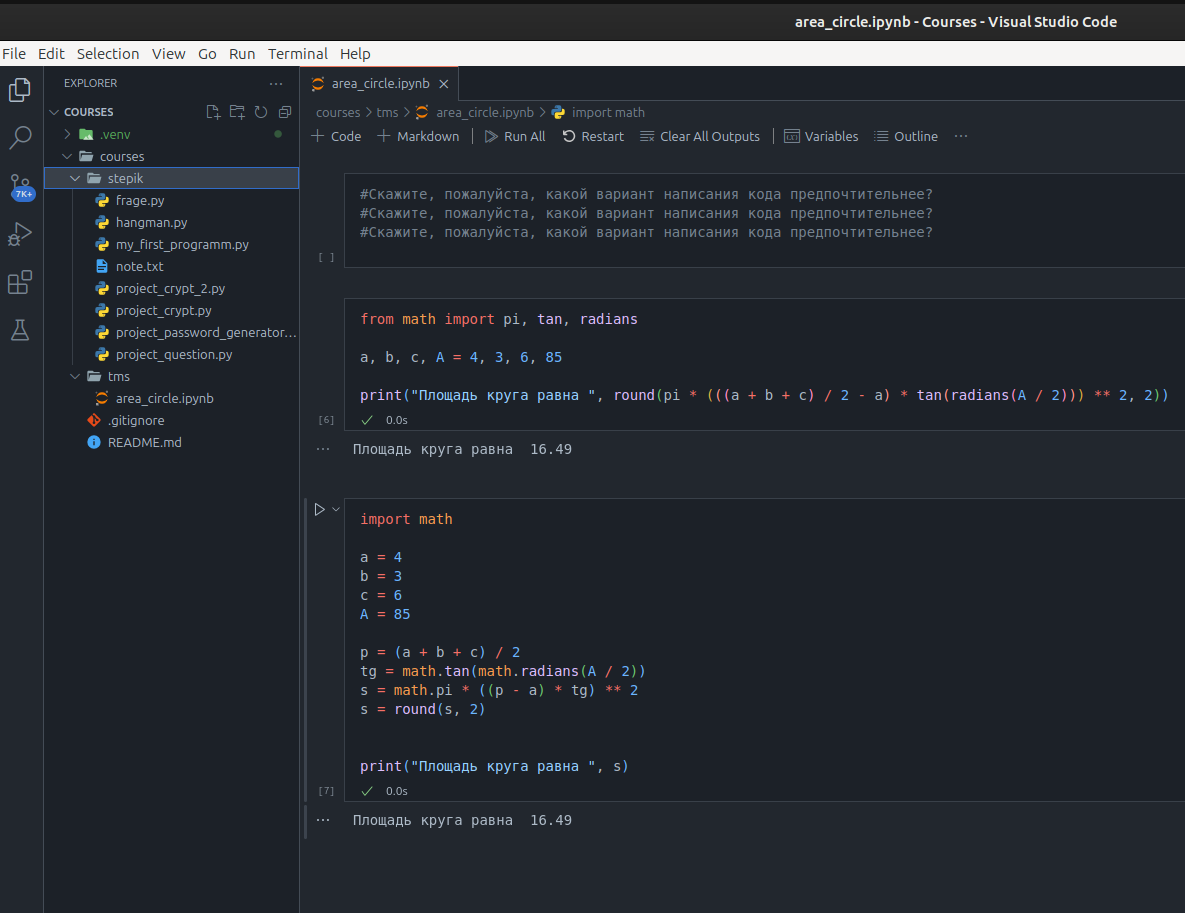 area_circle.ipynb - Courses - Visual Studio Code
File Edit Selection View Go Run Terminal Help
EXPLORER
COURSES
.venv
courses
stepik
frage.py
hangman.py
my_first_programm.py
note.txt
project_crypt_2.py
project_crypt.py
project_password_generator...
project_question.py
tms
area_circle.ipynb
.gitignore
README.md
7K+
area_circle.ipynb
courses > tms > area_circle.ipynb > import math
Code Markdown Run All Restart Clear All Outputs Variables Outline ...
#Скажите, пожалуйста, какой вариант написания кода предпочтительнее?
#Скажите, пожалуйста, какой вариант написания кода предпочтительнее?
#Скажите, пожалуйста, какой вариант написания кода предпочтительнее?
[ ]
from math import pi, tan, radians
a, b, c, A = 4, 3, 6, 85
print("Площадь круга равна ", round(pi * (((a + b + c) / 2 - a) * tan(radians(A / 2))) ** 2, 2))
[6] 0.0s
Площадь круга равна  16.49
import math
a = 4
b = 3
c = 6
A = 85
p = (a + b + c) / 2
tg = math.tan(math.radians(A / 2))
s = math.pi * ((p - a) * tg) ** 2
s = round(s, 2)
print("Площадь круга равна ", s)
[7] 0.0s
Площадь круга равна  16.49